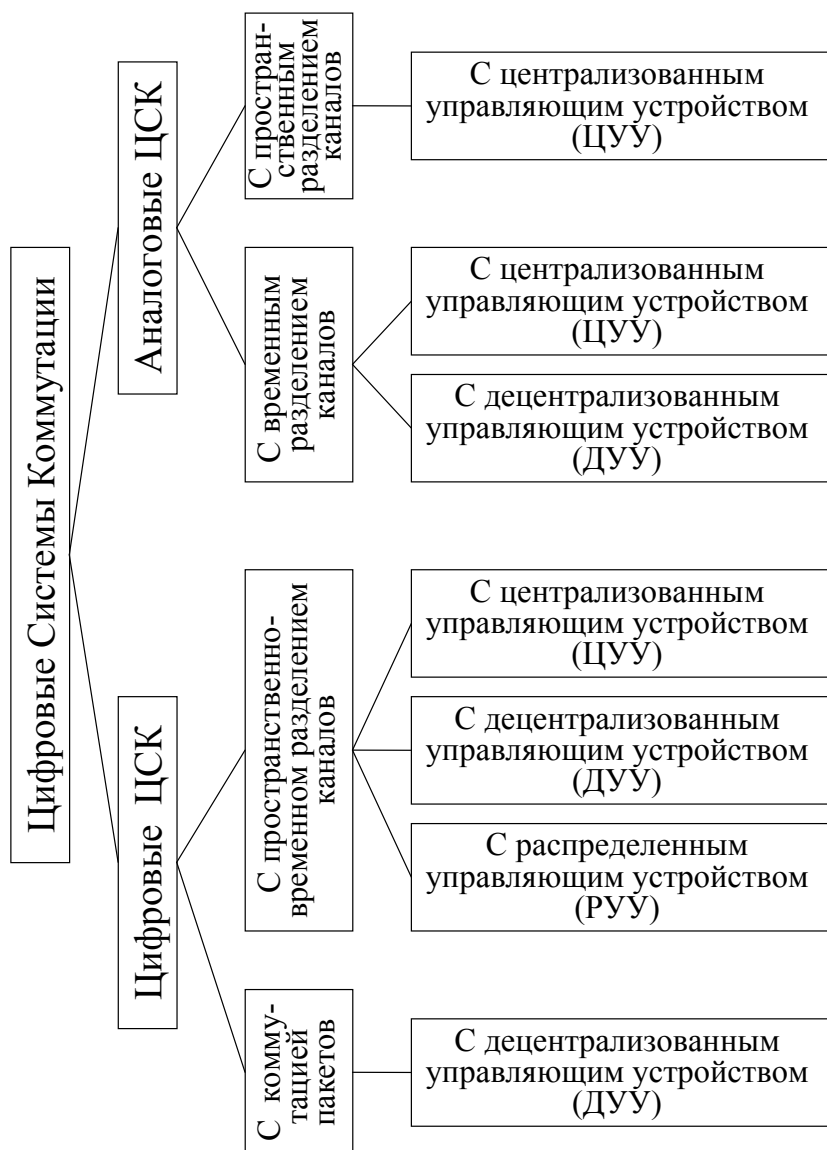 Цифровые Системы Коммутации
Аналоговые ЦСК
Цифровые ЦСК
С простран-
ственным
разделением
каналов
С временным
разделением
каналов
С пространственно-
временном разделением
каналов
С комму-
тацией
пакетов
С централизованным
управляющим устройством
(ЦУУ)
С централизованным
управляющим устройством
(ЦУУ)
С децентрализованным
управляющим устройством
(ДУУ)
С централизованным
управляющим устройством
(ЦУУ)
С децентрализованным
управляющим устройством
(ДУУ)
С распределенным
управляющим устройством
(РУУ)
С децентрализованным
управляющим устройством
(ДУУ)